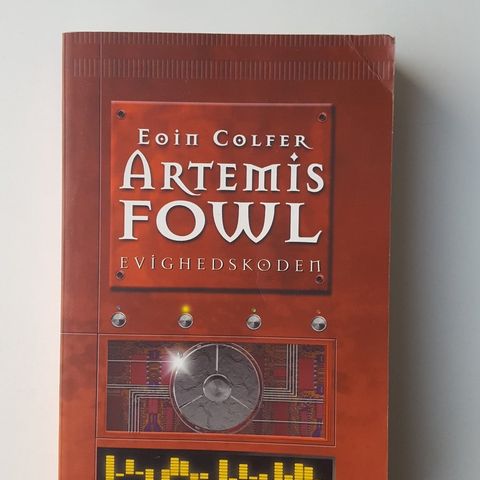 Eoin Colfer
Artemis
FOWL
EVIGHEDSKODEN